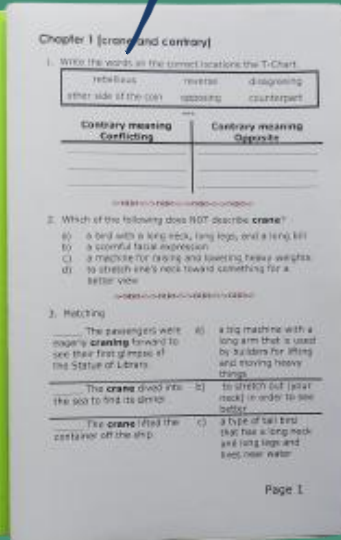 Chapter 1 (crane and contrary)
1. Write the words in the correct locations the T-Chart.
rebellious reverse disagreeing
other side of the coin opposing counterpart
Contrary meaning Conflicting
Contrary meaning Opposite
2. Which of the following does NOT describe crane?
a) a bird with a long neck, long legs, and a long bill
b) a scornful facial expression
c) a machine for raising and lowering heavy weights
d) to stretch one's neck toward something for a
better view
3. Matching
The passengers were
eagerly craning forward to
see their first glimpse of
the Statue of Liberty.
a) a big machine with a
long arm that is used
by builders for lifting
and moving heavy
things
The crane dived into
the sea to find its dinner
b) to stretch out (your
neck) in order to see
better
The crane lifted the
container off the ship
c) a type of tall bird
that has a long neck
and long legs and
lives near water
Page 1